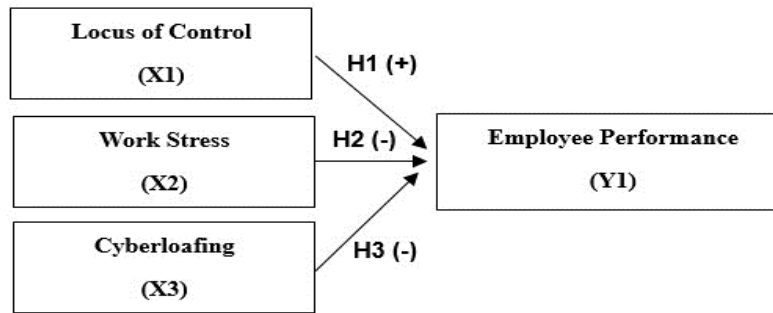 Locus of Control
(X1)
H1 (+)
Work Stress
(X2)
H2 (-)
Employee Performance
(Y1)
Cyberloafing
(X3)
H3 (-)